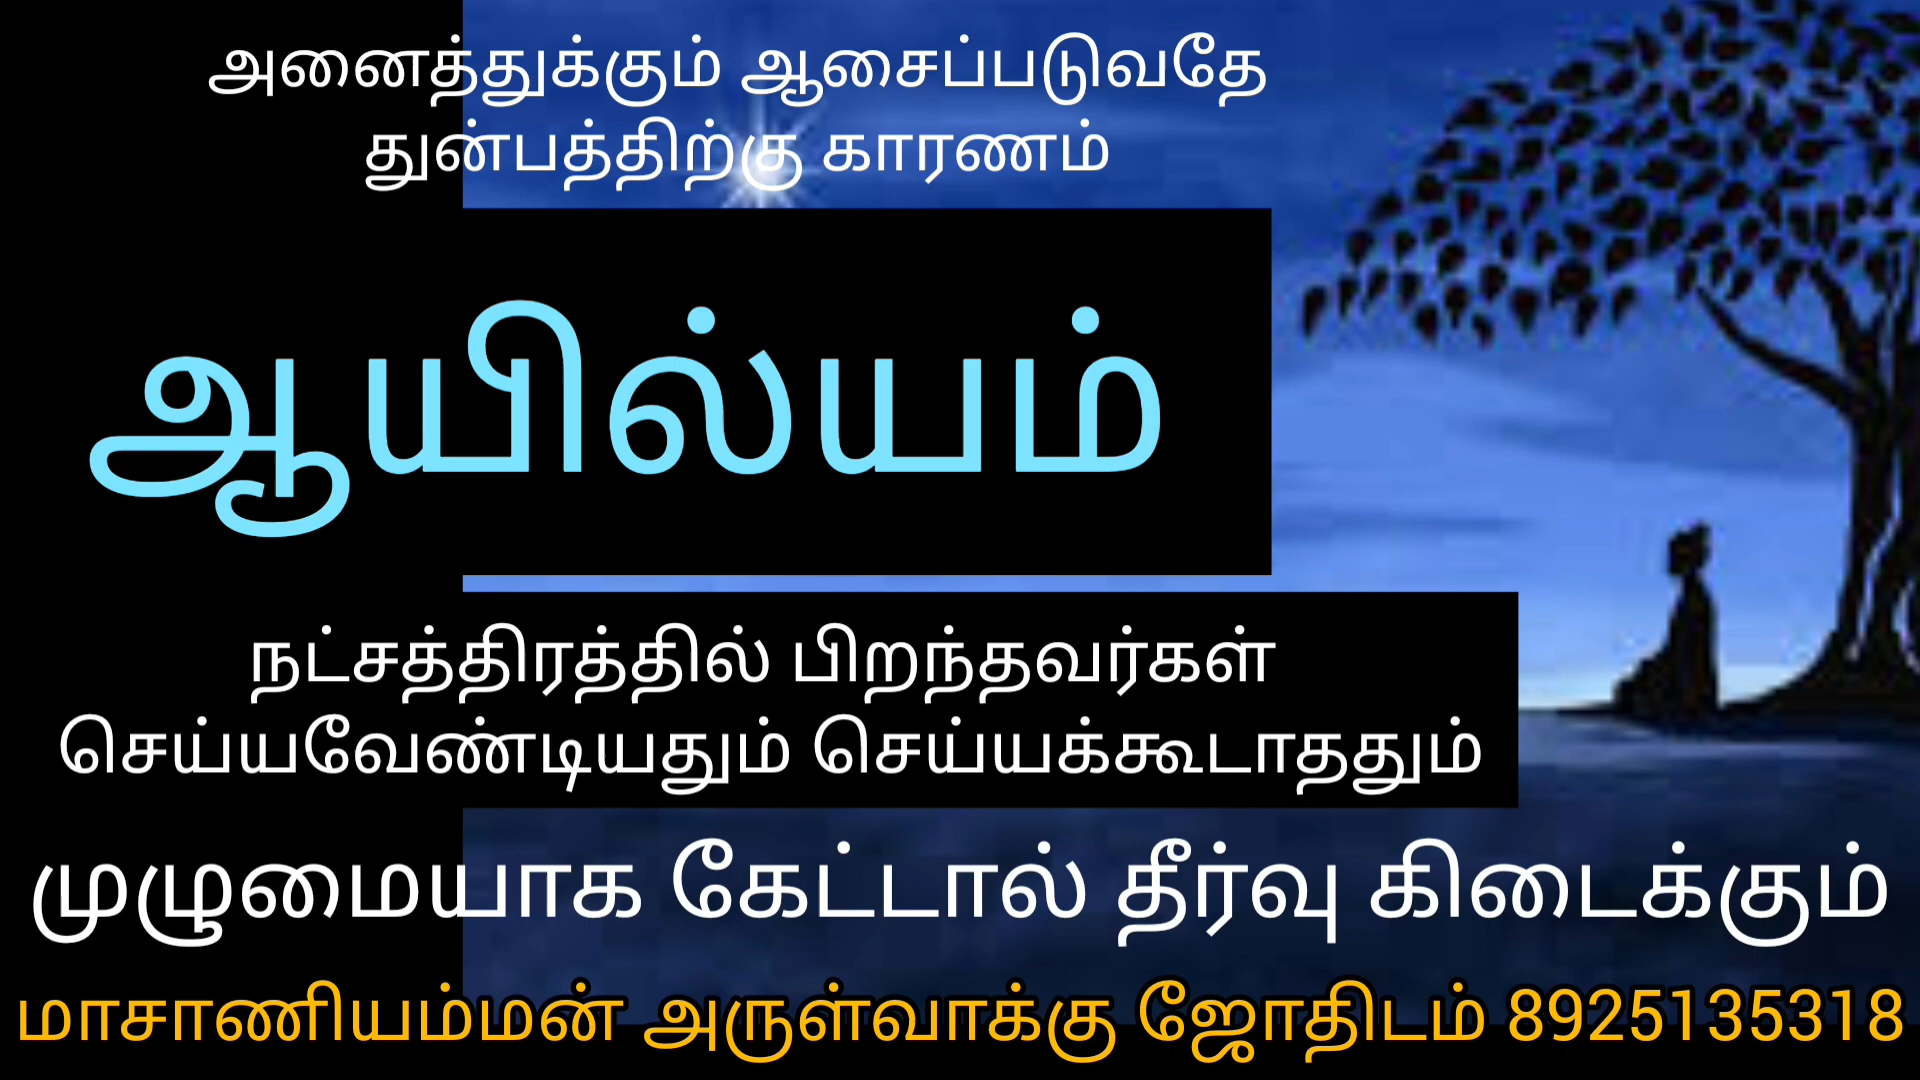 அனைத்துக்கும் ஆசைப்படுவதே
துன்பத்திற்கு காரணம்
ஆயில்யம்
நட்சத்திரத்தில் பிறந்தவர்கள்
செய்யவேண்டியதும் செய்யக்கூடாததும்
முழுமையாக கேட்டால் தீர்வு கிடைக்கும்
மாசாணியம்மன் அருள்வாக்கு ஜோதிடம் 8925135318